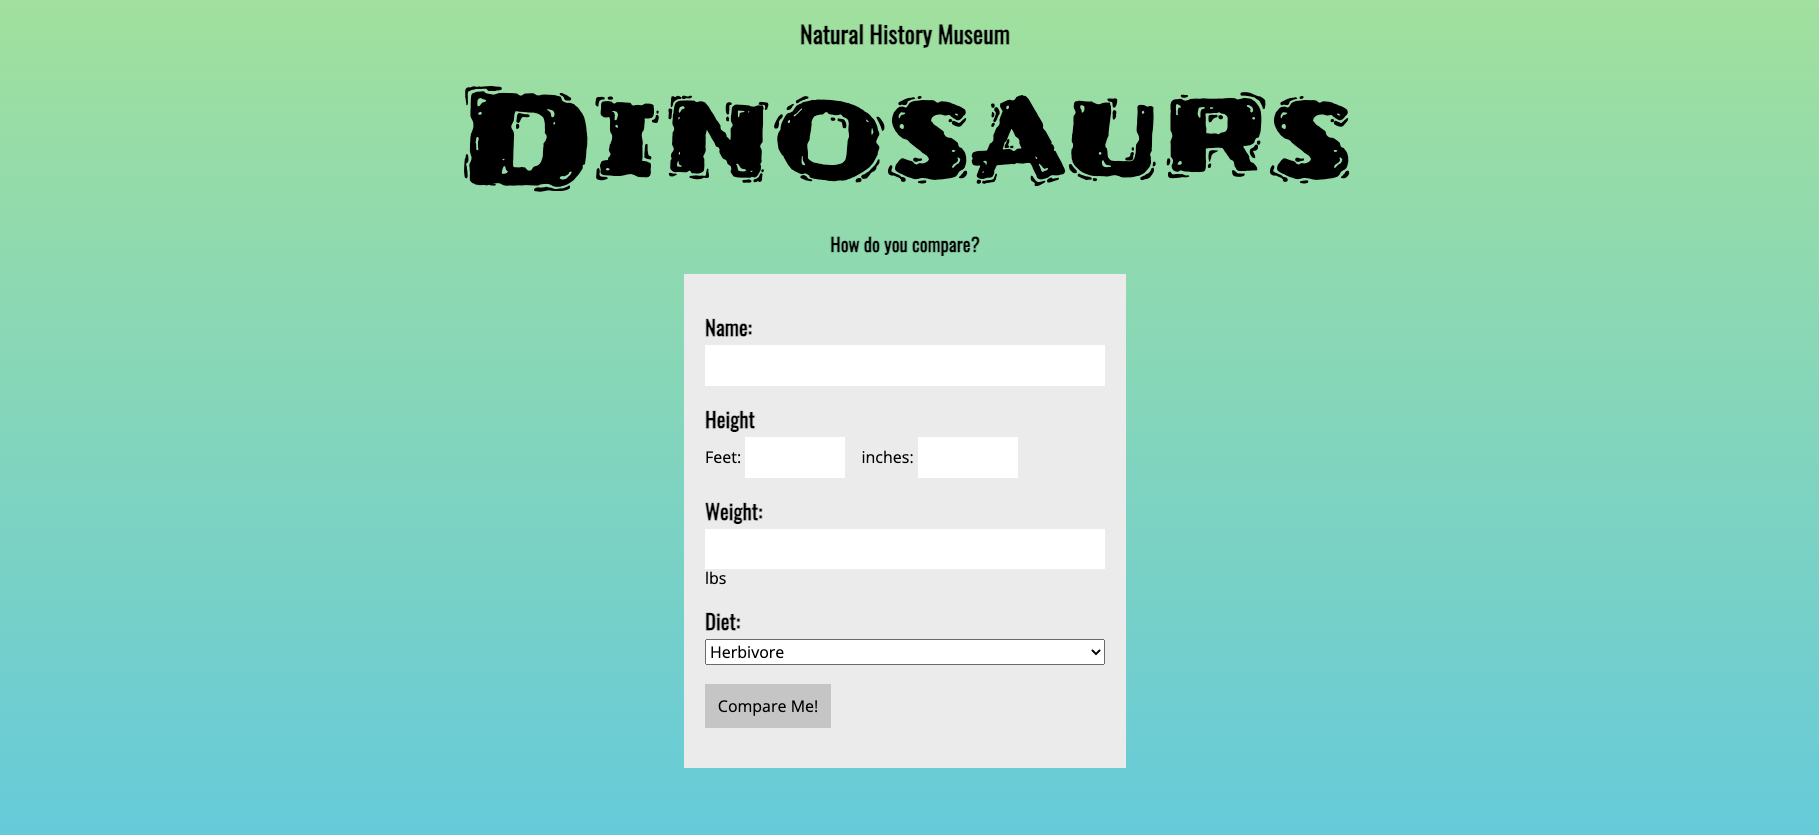 Natural History Museum
DINOSAURS
How do you compare?
Name:
Height
Feet: inches:
Weight:
lbs
Diet:
Herbivore
Compare Me!